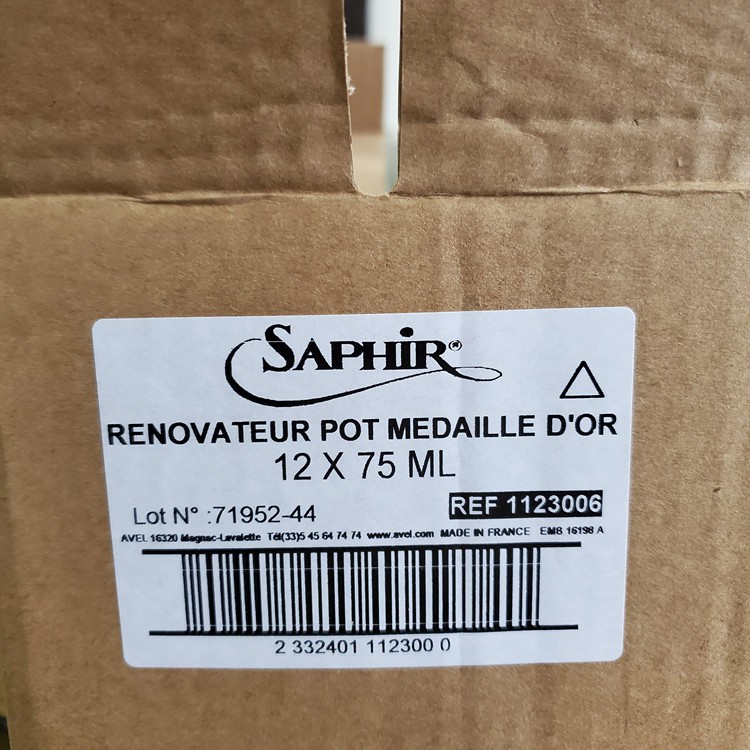 SAPHIR®
RENOVATEUR POT MEDAILLE D'OR
12 X 75 ML
Lot N° :71952-44
REF 1123006
AVEL 16320 Magnac-Lavalette Tél(33)5 45 64 74 74 www.avel.com MADE IN FRANCE EMB 16198 A
2 332401 112300 0